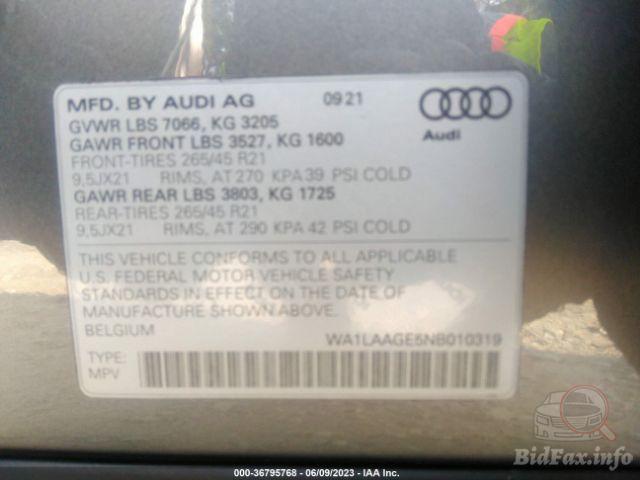 MFD. BY AUDI AG 09 21
GVWR LBS 7066, KG 3205
GAWR FRONT LBS 3527, KG 1600
FRONT-TIRES 265/45 R21
9,5JX21 RIMS, AT 270 KPA 39 PSI COLD
GAWR REAR LBS 3803, KG 1725
REAR-TIRES 265/45 R21
9,5JX21 RIMS, AT 290 KPA 42 PSI COLD
Audi
THIS VEHICLE CONFORMS TO ALL APPLICABLE
U.S. FEDERAL MOTOR VEHICLE SAFETY
STANDARDS IN EFFECT ON THE DATE OF
MANUFACTURE SHOWN ABOVE.
BELGIUM WA1LAAGE5NB010319
TYPE:
MPV
000-36795768 - 06/09/2023 - IAA Inc.
BidFax.info